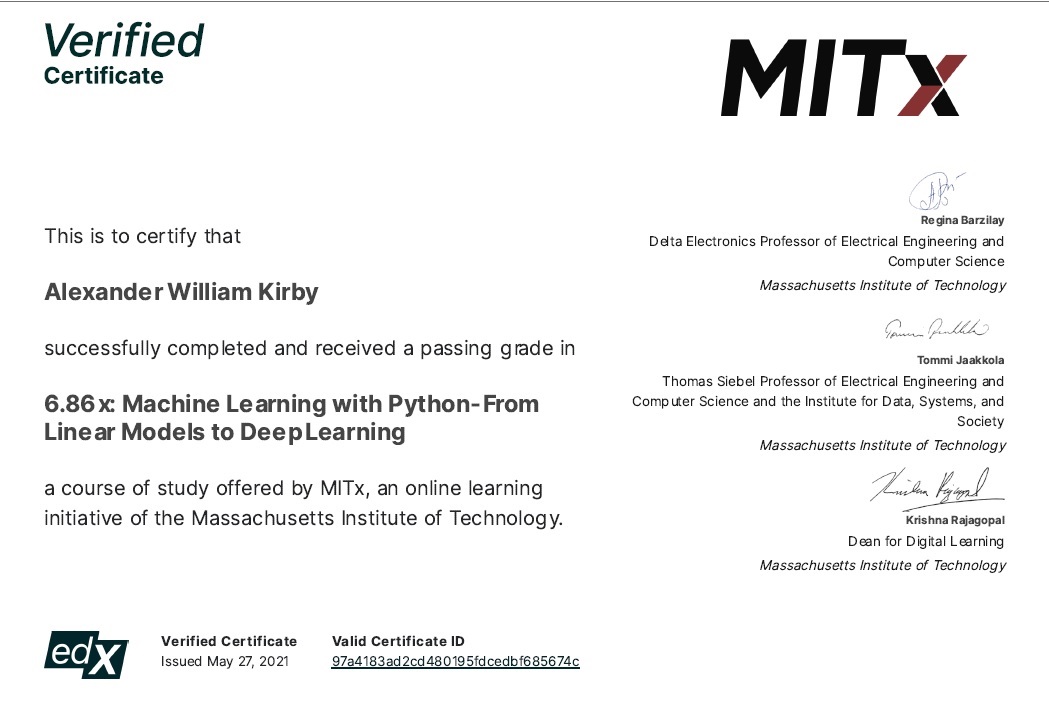 Verified
Certificate
MITx
This is to certify that
Alexander William Kirby
successfully completed and received a passing grade in
6.86x: Machine Learning with Python-From
Linear Models to Deep Learning
a course of study offered by MITx, an online learning
initiative of the Massachusetts Institute of Technology.
Regina Barzilay
Delta Electronics Professor of Electrical Engineering and
Computer Science
Massachusetts Institute of Technology
Tommi Jaakkola
Thomas Siebel Professor of Electrical Engineering and
Computer Science and the Institute for Data, Systems, and
Society
Massachusetts Institute of Technology
Krishna Rajagopal
Dean for Digital Learning
Massachusetts Institute of Technology
edX
Verified Certificate
Issued May 27, 2021
Valid Certificate ID
97a4183ad2cd480195fdcedbf685674c